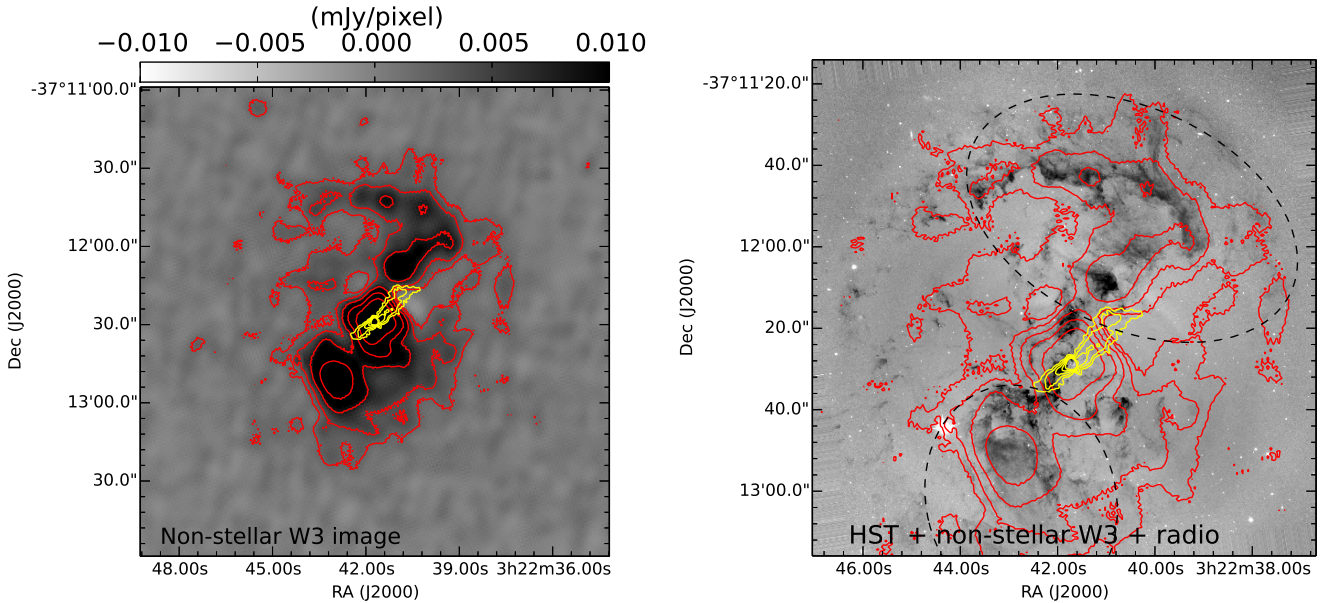 (mJy/pixel)
−0.010 −0.005 0.000 0.005 0.010
-37°11'00.0"
30.0"
12'00.0"
30.0"
13'00.0"
30.0"
Dec (J2000)
Non-stellar W3 image
48.00s 45.00s 42.00s 39.00s 3h22m36.00s
RA (J2000)
-37°11'20.0"
40.0"
12'00.0"
20.0"
40.0"
13'00.0"
Dec (J2000)
HST + non-stellar W3 + radio
46.00s 44.00s 42.00s 40.00s 3h22m38.00s
RA (J2000)